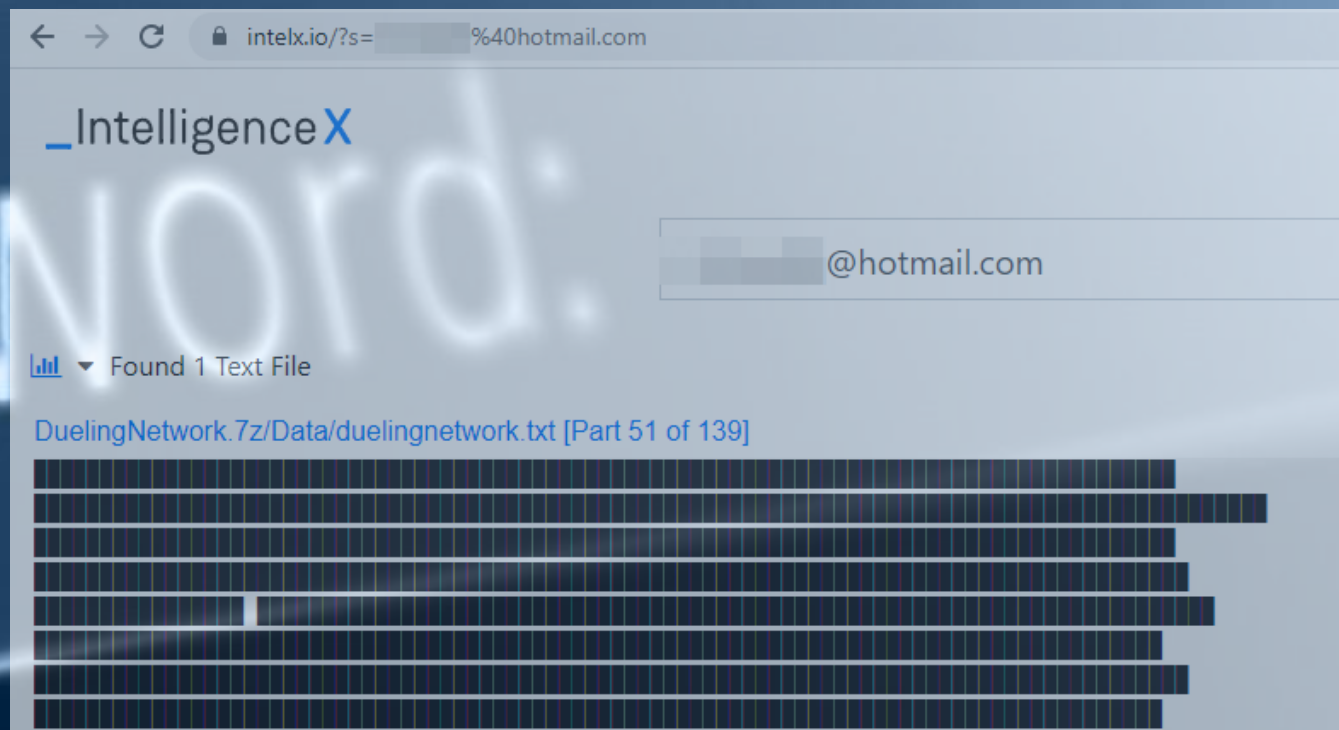 intelx.io/?s= %40hotmail.com
_IntelligenceX
word:
@hotmail.com
Found 1 Text File
DuelingNetwork.7z/Data/duelingnetwork.txt [Part 51 of 139]